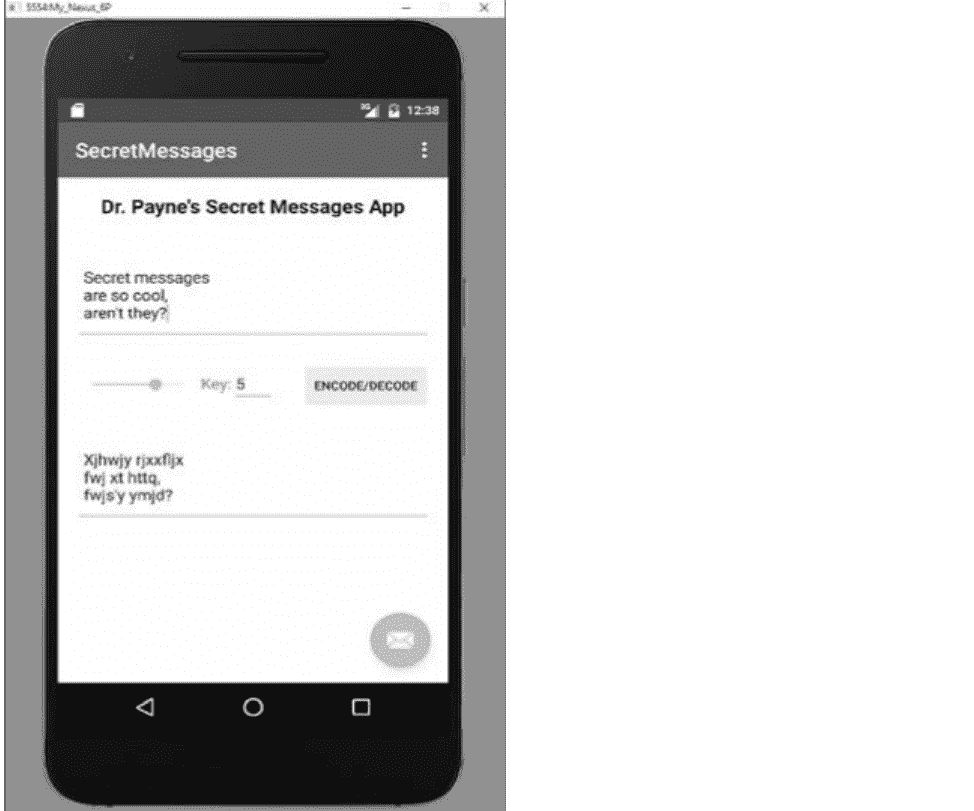 5554:My_Nexus_6P
3G 12:38
SecretMessages
Dr. Payne's Secret Messages App
Secret messages
are so cool,
aren't they?
Key: 5 ENCODE/DECODE
Xjhwjy rjxxfljx
fwj xt httq,
fwjs'y ymjd?